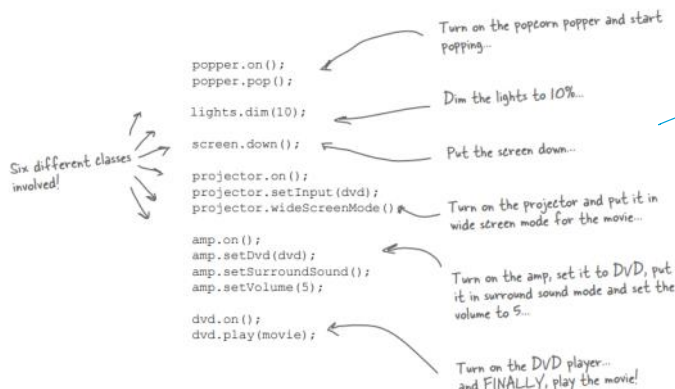 popper.on();
popper.pop();
lights.dim(10);
screen.down();
projector.on();
projector.setInput(dvd);
projector.wideScreenMode()
amp.on();
amp.setDvd(dvd);
amp.setSurroundSound();
amp.setVolume(5);
dvd.on();
dvd.play(movie);
Six different classes
involved!
Turn on the popcorn popper and start
popping...
Dim the lights to 10%...
Put the screen down...
Turn on the projector and put it in
wide screen mode for the movie...
Turn on the amp, set it to DVD, put
it in surround sound mode and set the
volume to 5...
Turn on the DVD player...
and FINALLY, play the movie!